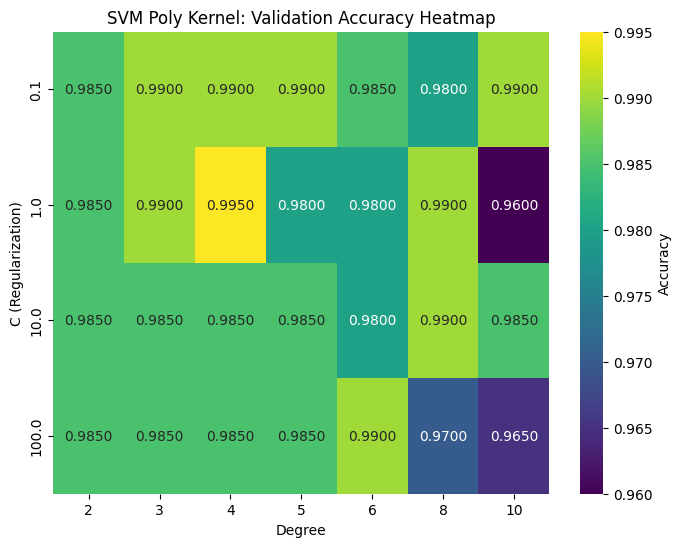 SVM Poly Kernel: Validation Accuracy Heatmap
0.1 0.9850 0.9900 0.9900 0.9900 0.9850 0.9800 0.9900
1.0 0.9850 0.9900 0.9950 0.9800 0.9800 0.9900 0.9600
10.0 0.9850 0.9850 0.9850 0.9850 0.9800 0.9900 0.9850
100.0 0.9850 0.9850 0.9850 0.9850 0.9900 0.9700 0.9650
2 3 4 5 6 8 10
Degree
C (Regularization)
0.995
0.990
0.985
0.980
0.975
0.970
0.965
0.960
Accuracy